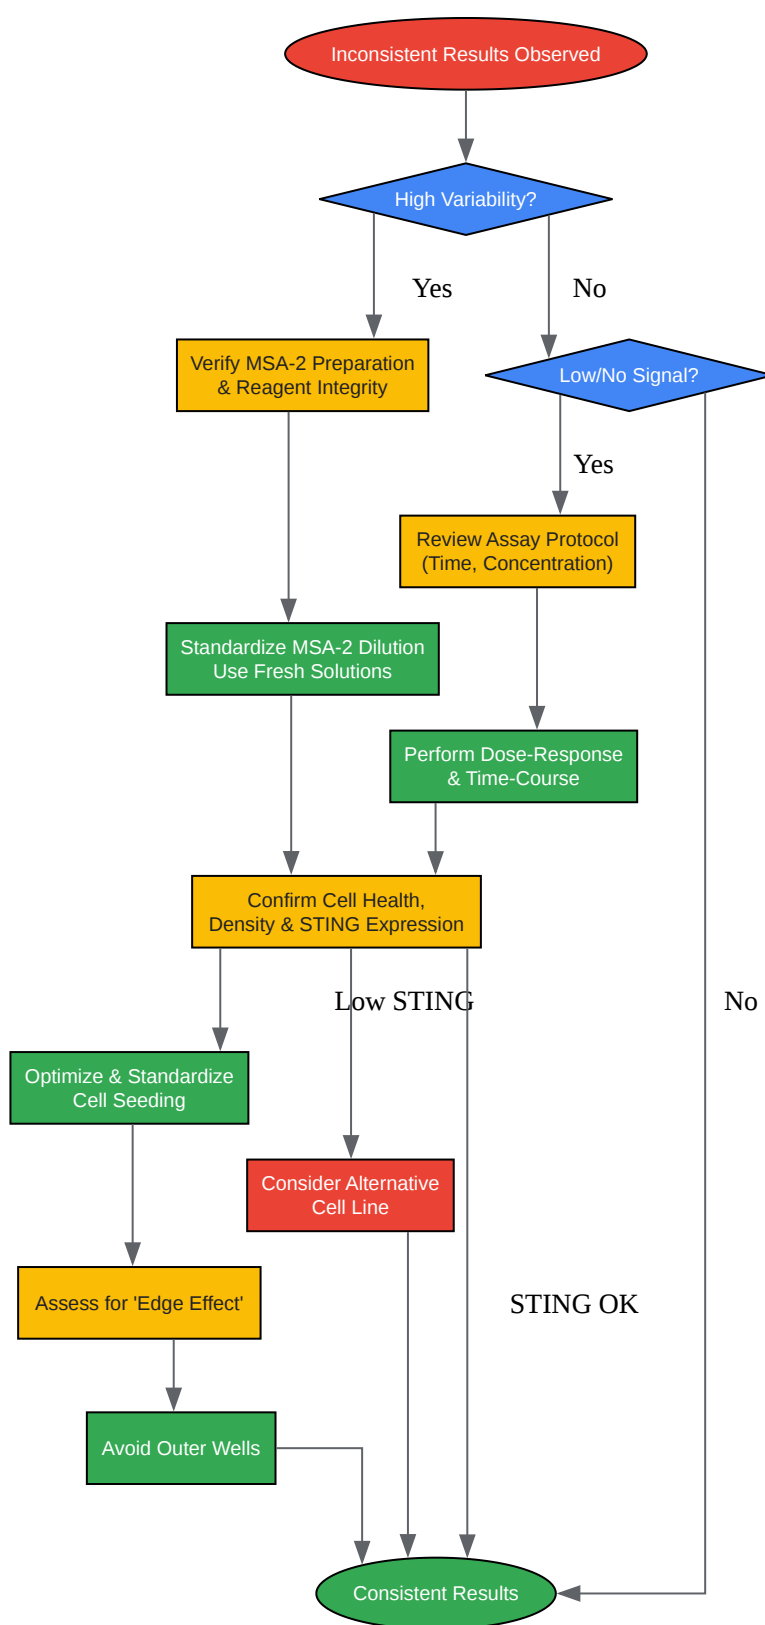 Inconsistent Results Observed
High Variability?
Yes
No
Verify MSA-2 Preparation
& Reagent Integrity
Low/No Signal?
Yes
Review Assay Protocol
(Time, Concentration)
Standardize MSA-2 Dilution
Use Fresh Solutions
Perform Dose-Response
& Time-Course
Confirm Cell Health,
Density & STING Expression
Low STING
No
Optimize & Standardize
Cell Seeding
Consider Alternative
Cell Line
Assess for 'Edge Effect'
STING OK
Avoid Outer Wells
Consistent Results